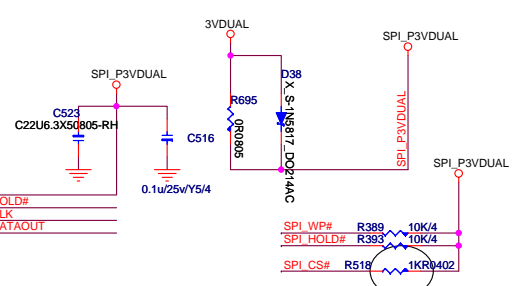 3VDUAL
SPI_P3VDUAL
SPI_P3VDUAL
D38
C523
C22U6.3X50805-RH
R695
0R0805
X_S-1N5817_DO214AC
C516
SPI_P3VDUAL
SPI_P3VDUAL
0.1u/25v/Y5/4
OLD#
LK
ATAOUT
SPI_WP#
R389
10K/4
SPI_HOLD#
R393
10K/4
SPI_CS#
R518
1KR0402